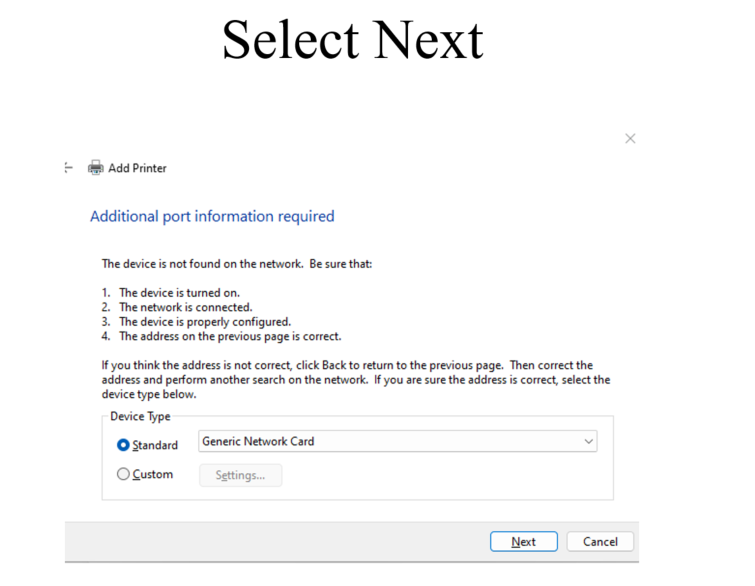 Select Next
Add Printer
Additional port information required
The device is not found on the network.  Be sure that:
1.  The device is turned on.
2.  The network is connected.
3.  The device is properly configured.
4.  The address on the previous page is correct.
If you think the address is not correct, click Back to return to the previous page.  Then correct the
address and perform another search on the network.  If you are sure the address is correct, select the
device type below.
Device Type
Standard
Generic Network Card
Custom
Settings...
Next
Cancel